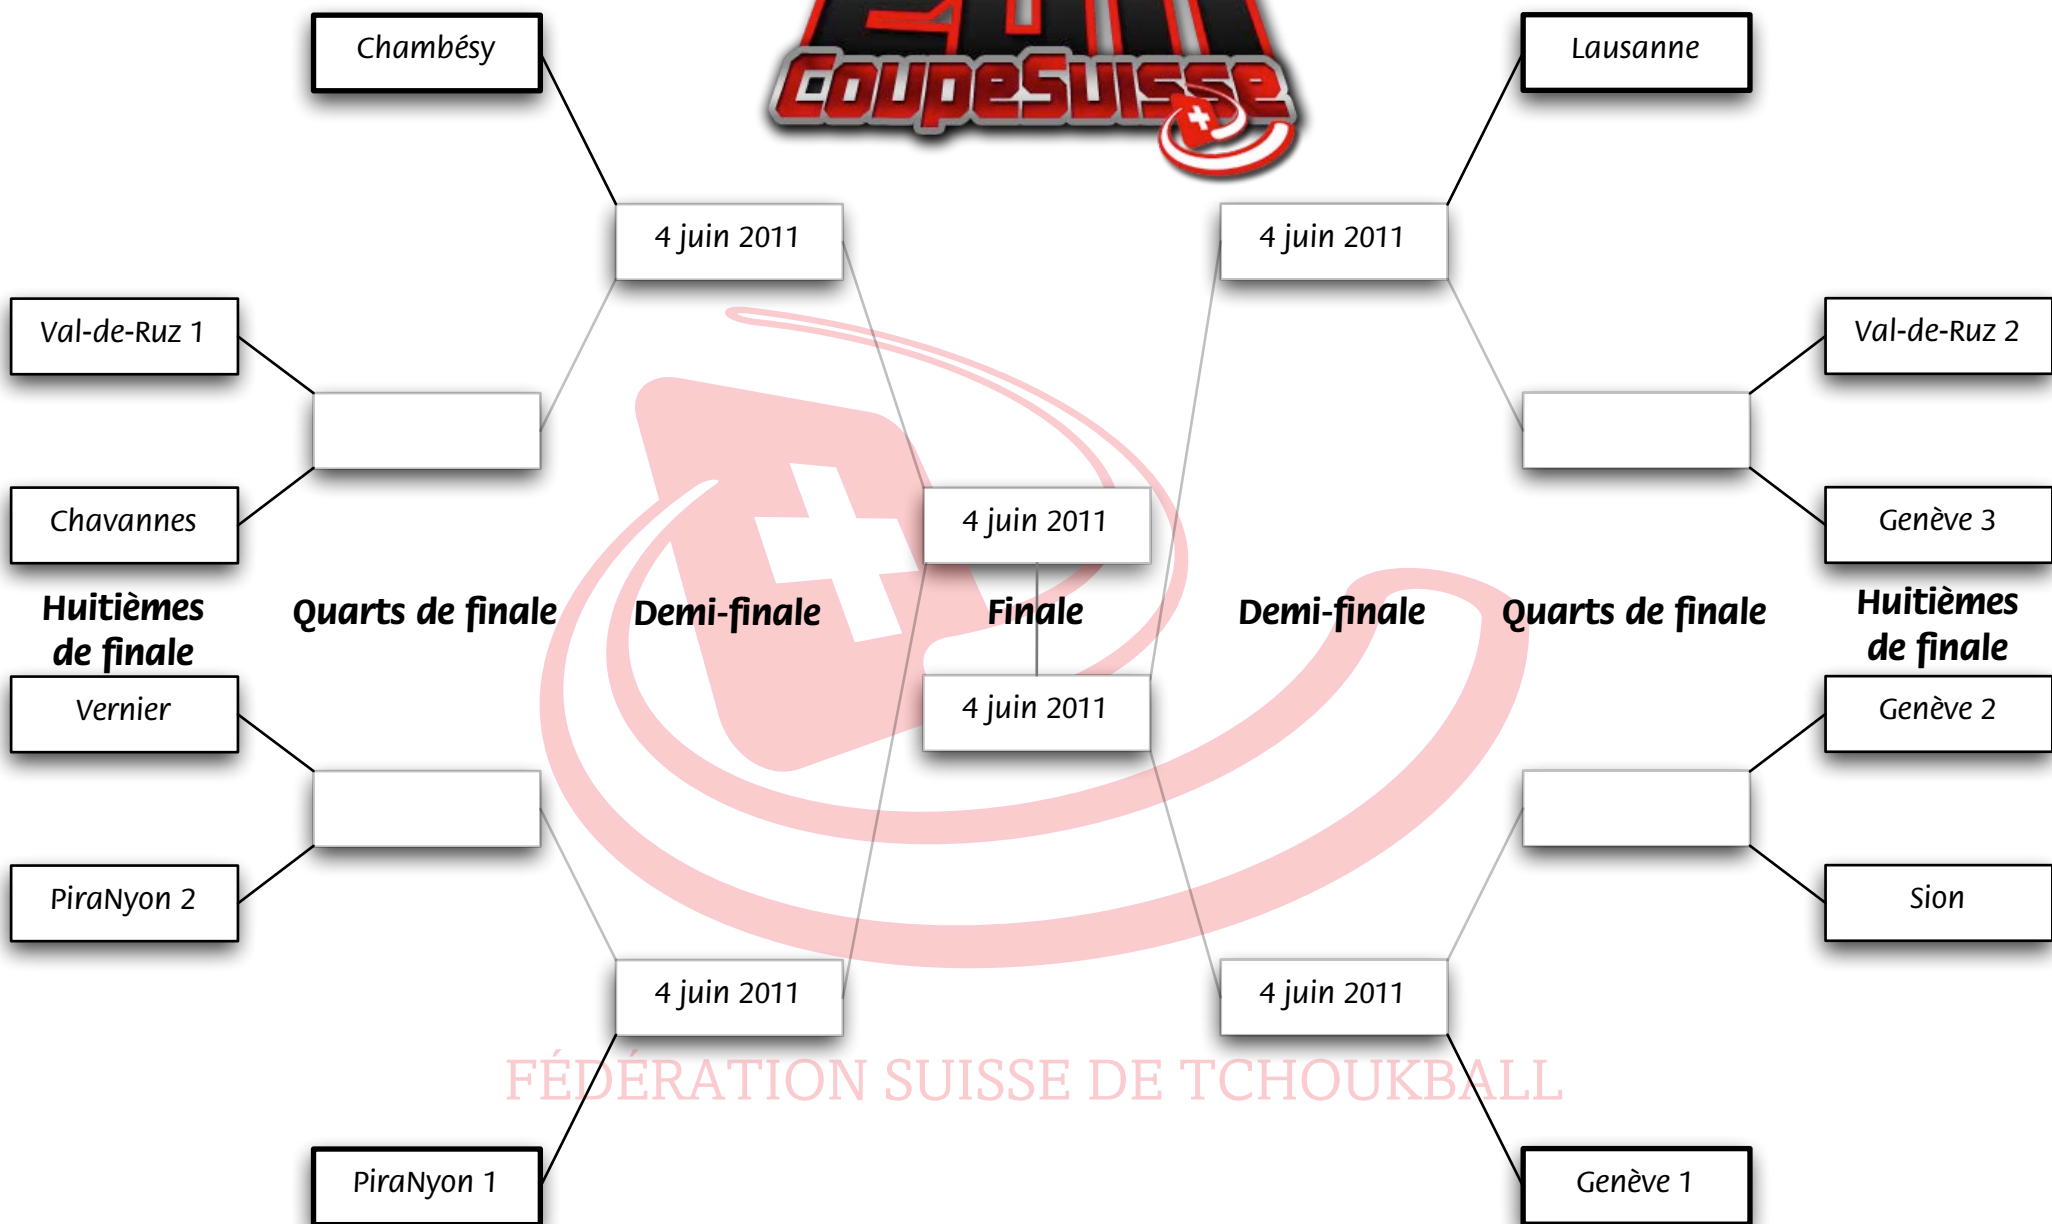 2011
CoupeSuisse
Chambésy
Lausanne
4 juin 2011
4 juin 2011
Val-de-Ruz 1
Val-de-Ruz 2
Chavannes
4 juin 2011
Genève 3
Huitièmes
de finale
Quarts de finale
Demi-finale
Finale
Demi-finale
Quarts de finale
Huitièmes
de finale
Vernier
4 juin 2011
Genève 2
PiraNyon 2
Sion
4 juin 2011
4 juin 2011
FÉDÉRATION SUISSE DE TCHOUKBALL
PiraNyon 1
Genève 1